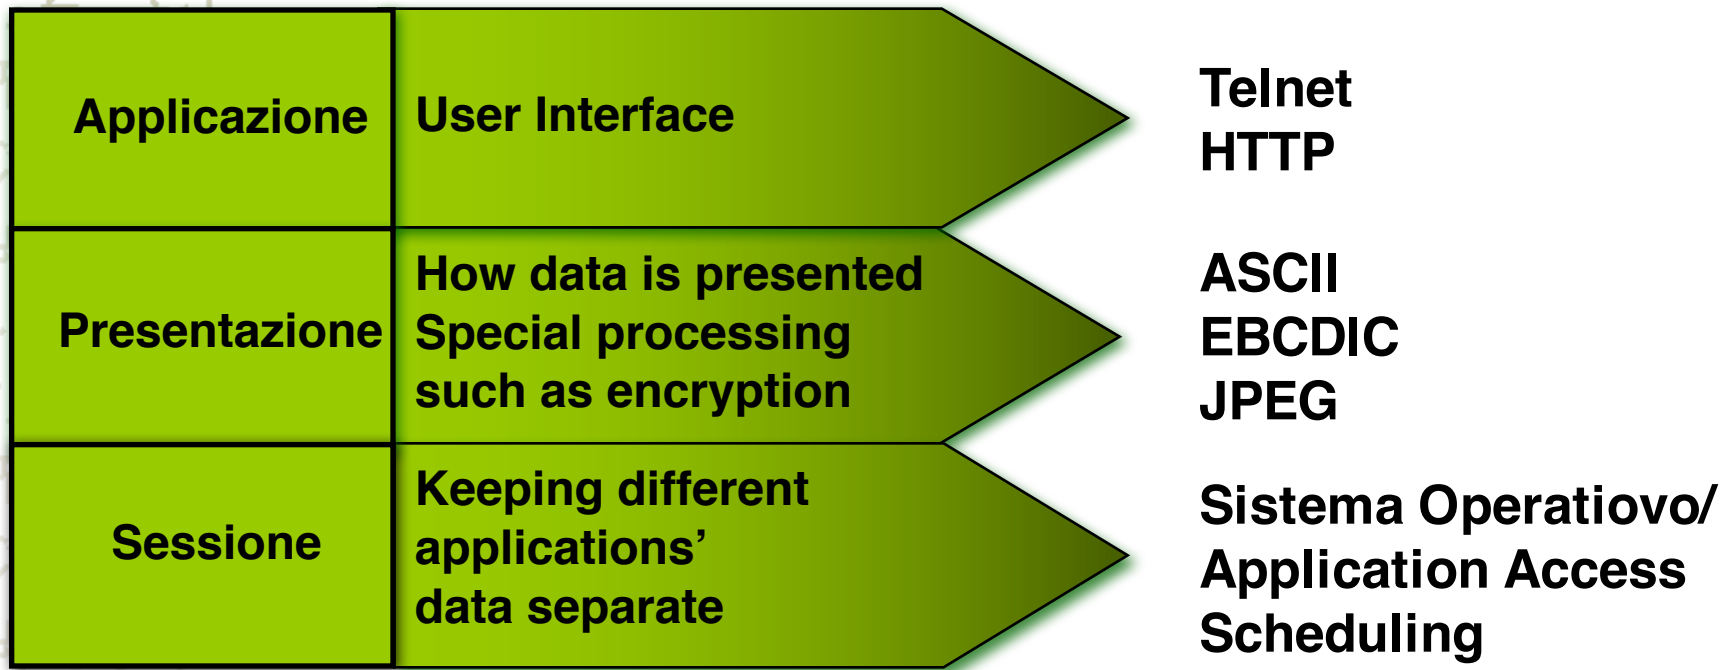 Applicazione
User Interface
Telnet
HTTP
Presentazione
How data is presented
Special processing
such as encryption
ASCII
EBCDIC
JPEG
Sessione
Keeping different
applications’
data separate
Sistema Operatiovo/
Application Access
Scheduling